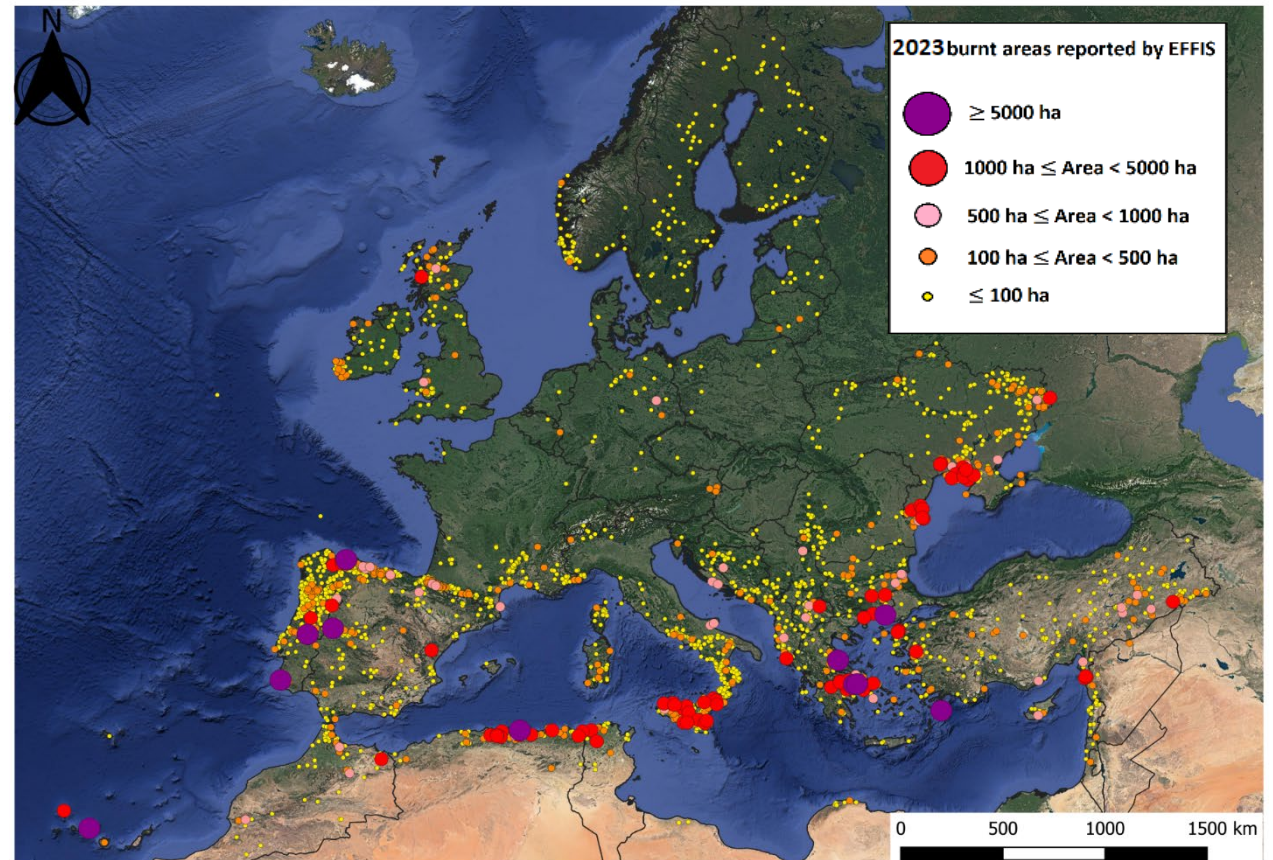 N
2023 burnt areas reported by EFFIS
≥ 5000 ha
1000 ha ≤ Area < 5000 ha
500 ha ≤ Area < 1000 ha
100 ha ≤ Area < 500 ha
≤ 100 ha
0 500 1000 1500 km